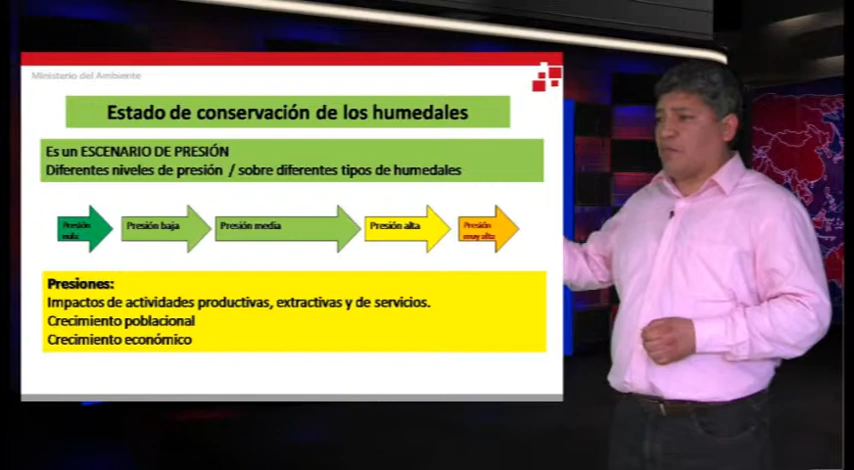 Ministerio del Ambiente
Estado de conservación de los humedales
Es un ESCENARIO DE PRESIÓN
Diferentes niveles de presión / sobre diferentes tipos de humedales
Presión nula
Presión baja
Presión media
Presión alta
Presión muy alta
Presiones:
Impactos de actividades productivas, extractivas y de servicios.
Crecimiento poblacional
Crecimiento económico